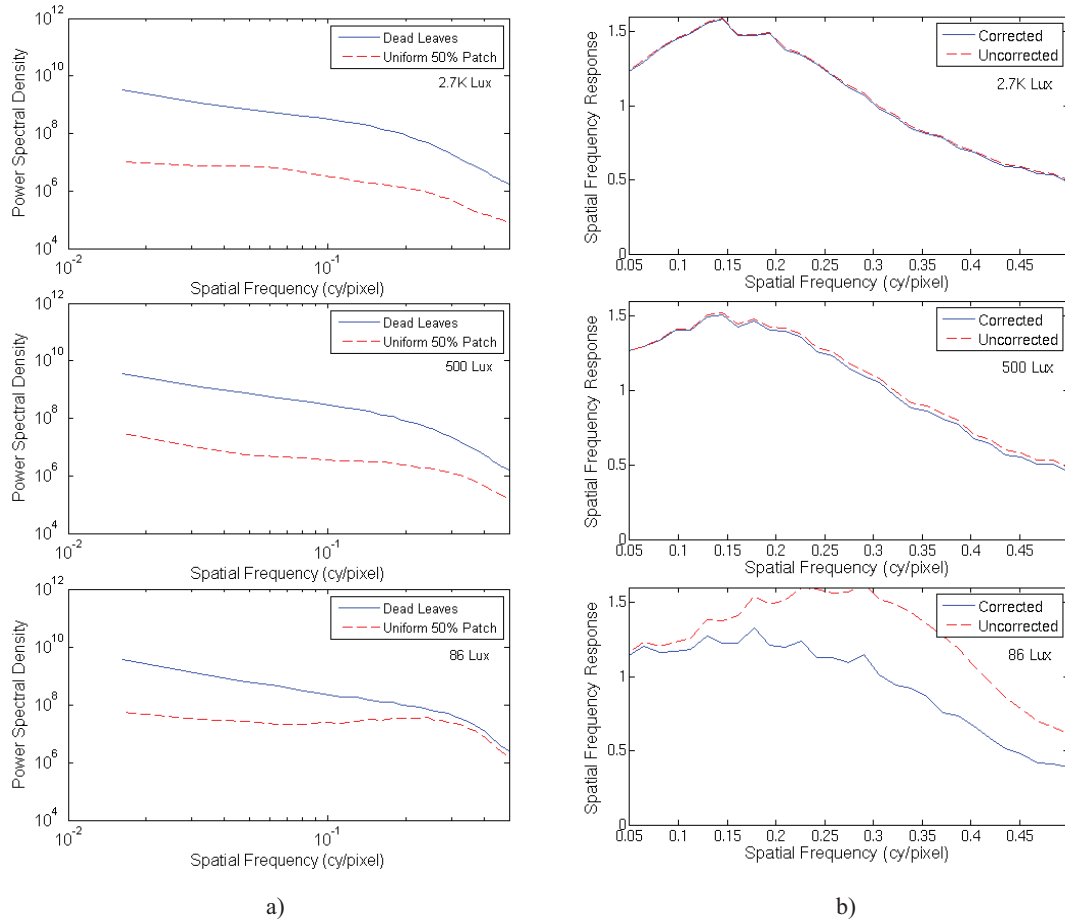 10^12
10^10
10^8
10^6
10^4
Power Spectral Density
Dead Leaves
Uniform 50% Patch
2.7K Lux
10^-2
10^-1
Spatial Frequency (cy/pixel)
1.5
1
0.5
0
Spatial Frequency Response
Corrected
Uncorrected
2.7K Lux
0.05
0.1
0.15
0.2
0.25
0.3
0.35
0.4
0.45
Spatial Frequency (cy/pixel)
10^12
10^10
10^8
10^6
10^4
Power Spectral Density
Dead Leaves
Uniform 50% Patch
500 Lux
10^-2
10^-1
Spatial Frequency (cy/pixel)
1.5
1
0.5
0
Spatial Frequency Response
Corrected
Uncorrected
500 Lux
0.05
0.1
0.15
0.2
0.25
0.3
0.35
0.4
0.45
Spatial Frequency (cy/pixel)
10^12
10^10
10^8
10^6
10^4
Power Spectral Density
Dead Leaves
Uniform 50% Patch
86 Lux
10^-2
10^-1
Spatial Frequency (cy/pixel)
1.5
1
0.5
0
Spatial Frequency Response
Corrected
Uncorrected
86 Lux
0.05
0.1
0.15
0.2
0.25
0.3
0.35
0.4
0.45
Spatial Frequency (cy/pixel)
a)
b)